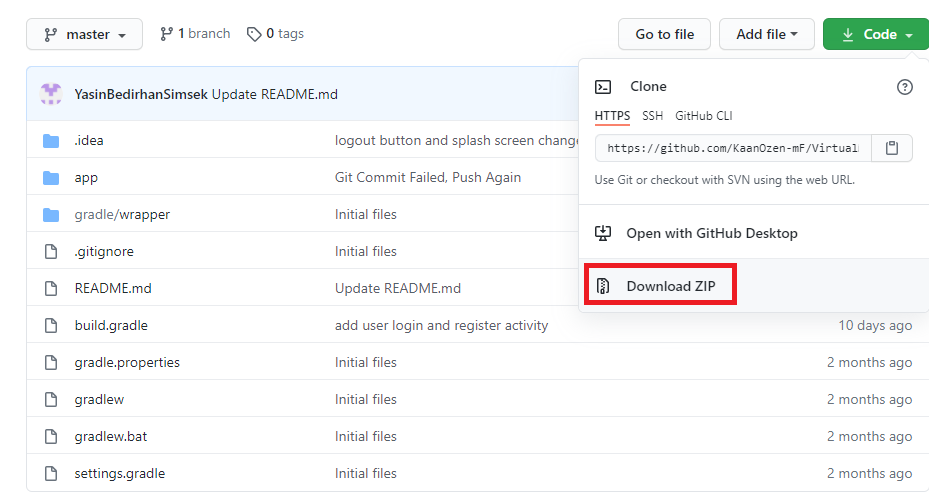 master 1 branch 0 tags Go to file Add file Code
YasinBedirhanSimsek Update README.md
Clone
HTTPS SSH GitHub CLI
https://github.com/KaanOzen-mF/Virtual
Use Git or checkout with SVN using the web URL.
Open with GitHub Desktop
Download ZIP
.idea logout button and splash screen change
app Git Commit Failed, Push Again
gradle/wrapper Initial files
.gitignore Initial files
README.md Update README.md
build.gradle add user login and register activity 10 days ago
gradle.properties Initial files 2 months ago
gradlew Initial files 2 months ago
gradlew.bat Initial files 2 months ago
settings.gradle Initial files 2 months ago